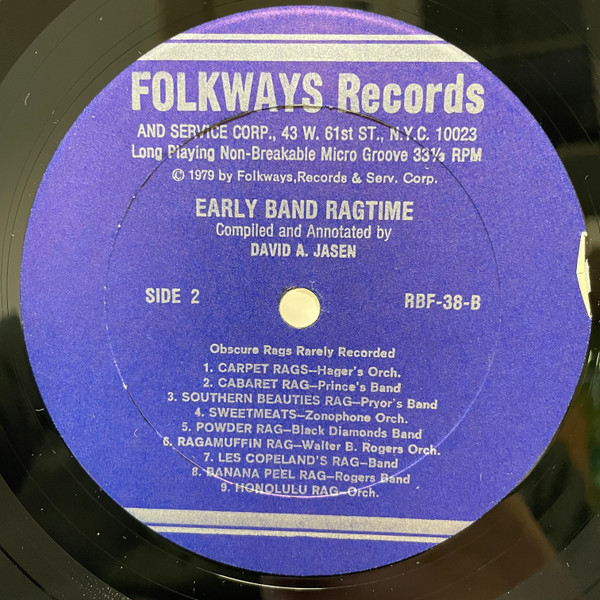 FOLKWAYS Records
AND SERVICE CORP., 43 W. 61st ST., N.Y.C. 10023
Long Playing Non-Breakable Micro Groove 33⅓ RPM
© 1979 by Folkways,Records & Serv. Corp.
EARLY BAND RAGTIME
Compiled and Annotated by
DAVID A. JASEN
SIDE 2
RBF-38-B
Obscure Rags Rarely Recorded
1. CARPET RAGS—Hager's Orch.
2. CABARET RAG—Prince's Band
3. SOUTHERN BEAUTIES RAG—Pryor's Band
4. SWEETMEATS—Zonophone Orch.
5. POWDER RAG—Black Diamonds Band
6. RAGAMUFFIN RAG—Walter B. Rogers Orch.
7. LES COPELAND'S RAG—Band
8. BANANA PEEL RAG—Rogers Band
9. HONOLULU RAG—Orch.